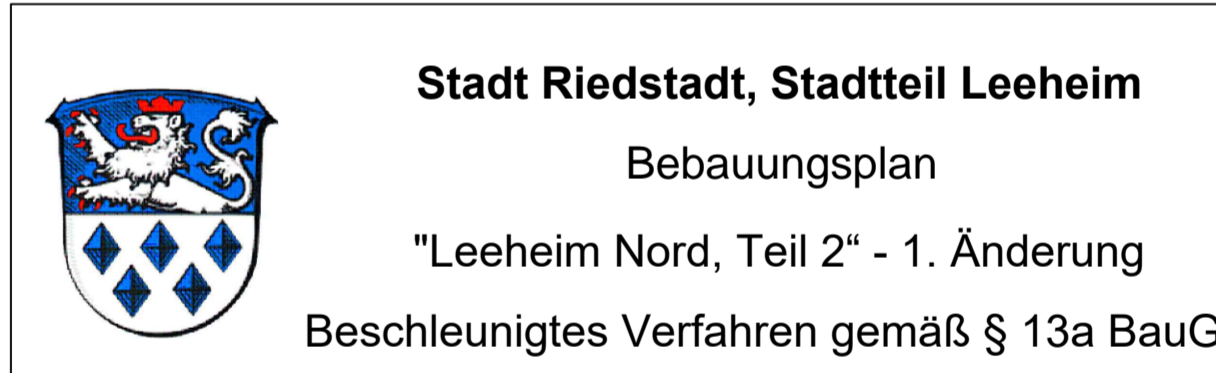 Stadt Riedstadt, Stadtteil Leeheim
Bebauungsplan
"Leeheim Nord, Teil 2“ - 1. Änderung
Beschleunigtes Verfahren gemäß § 13a BauG